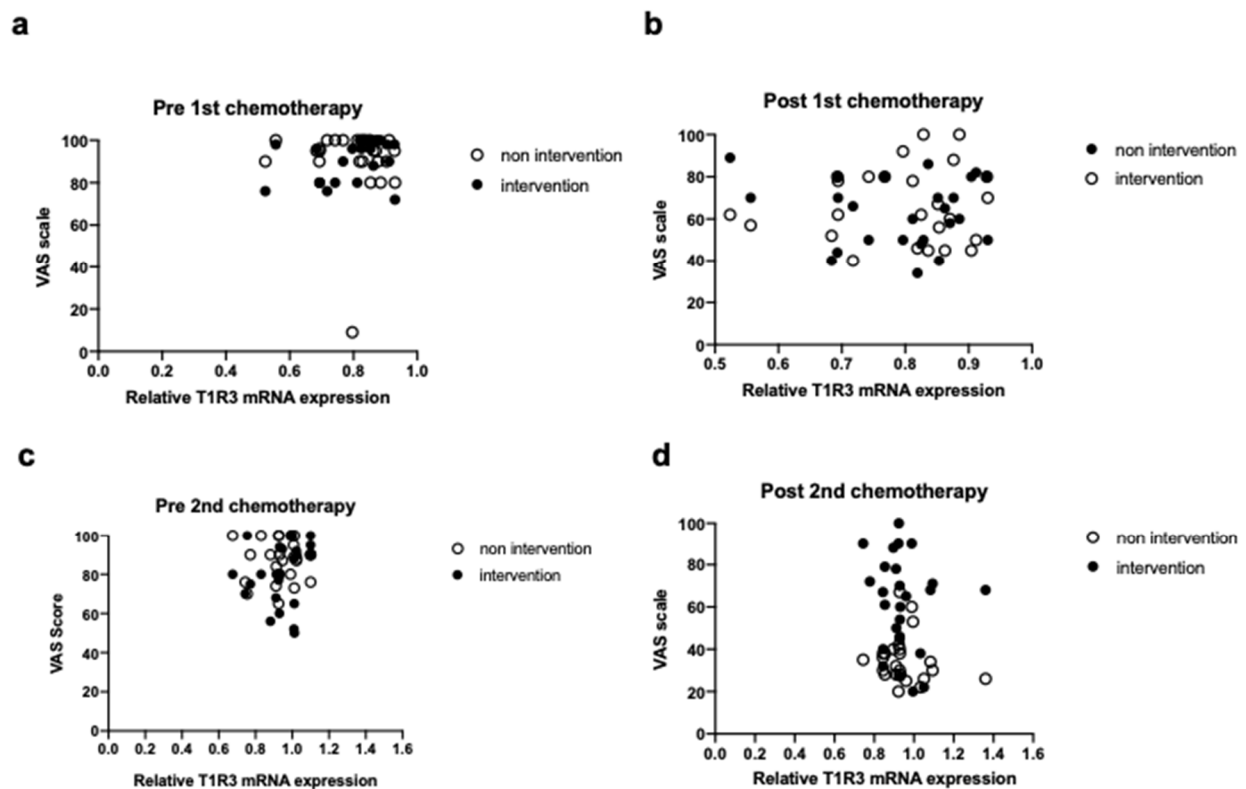 a
Pre 1st chemotherapy
100
80
60
40
20
0
VAS scale
0.0 0.2 0.4 0.6 0.8 1.0
Relative T1R3 mRNA expression
non intervention
intervention
b
Post 1st chemotherapy
100
80
60
40
20
0
VAS scale
0.5 0.6 0.7 0.8 0.9 1.0
Relative T1R3 mRNA expression
non intervention
intervention
c
Pre 2nd chemotherapy
100
80
60
40
20
0
VAS Score
0.0 0.2 0.4 0.6 0.8 1.0 1.2 1.4 1.6
Relative T1R3 mRNA expression
non intervention
intervention
d
Post 2nd chemotherapy
100
80
60
40
20
0
VAS scale
0.0 0.2 0.4 0.6 0.8 1.0 1.2 1.4 1.6
Relative T1R3 mRNA expression
non intervention
intervention